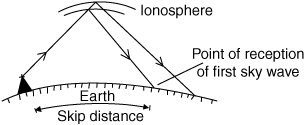 Ionosphere
Point of reception
of first sky wave
Earth
Skip distance